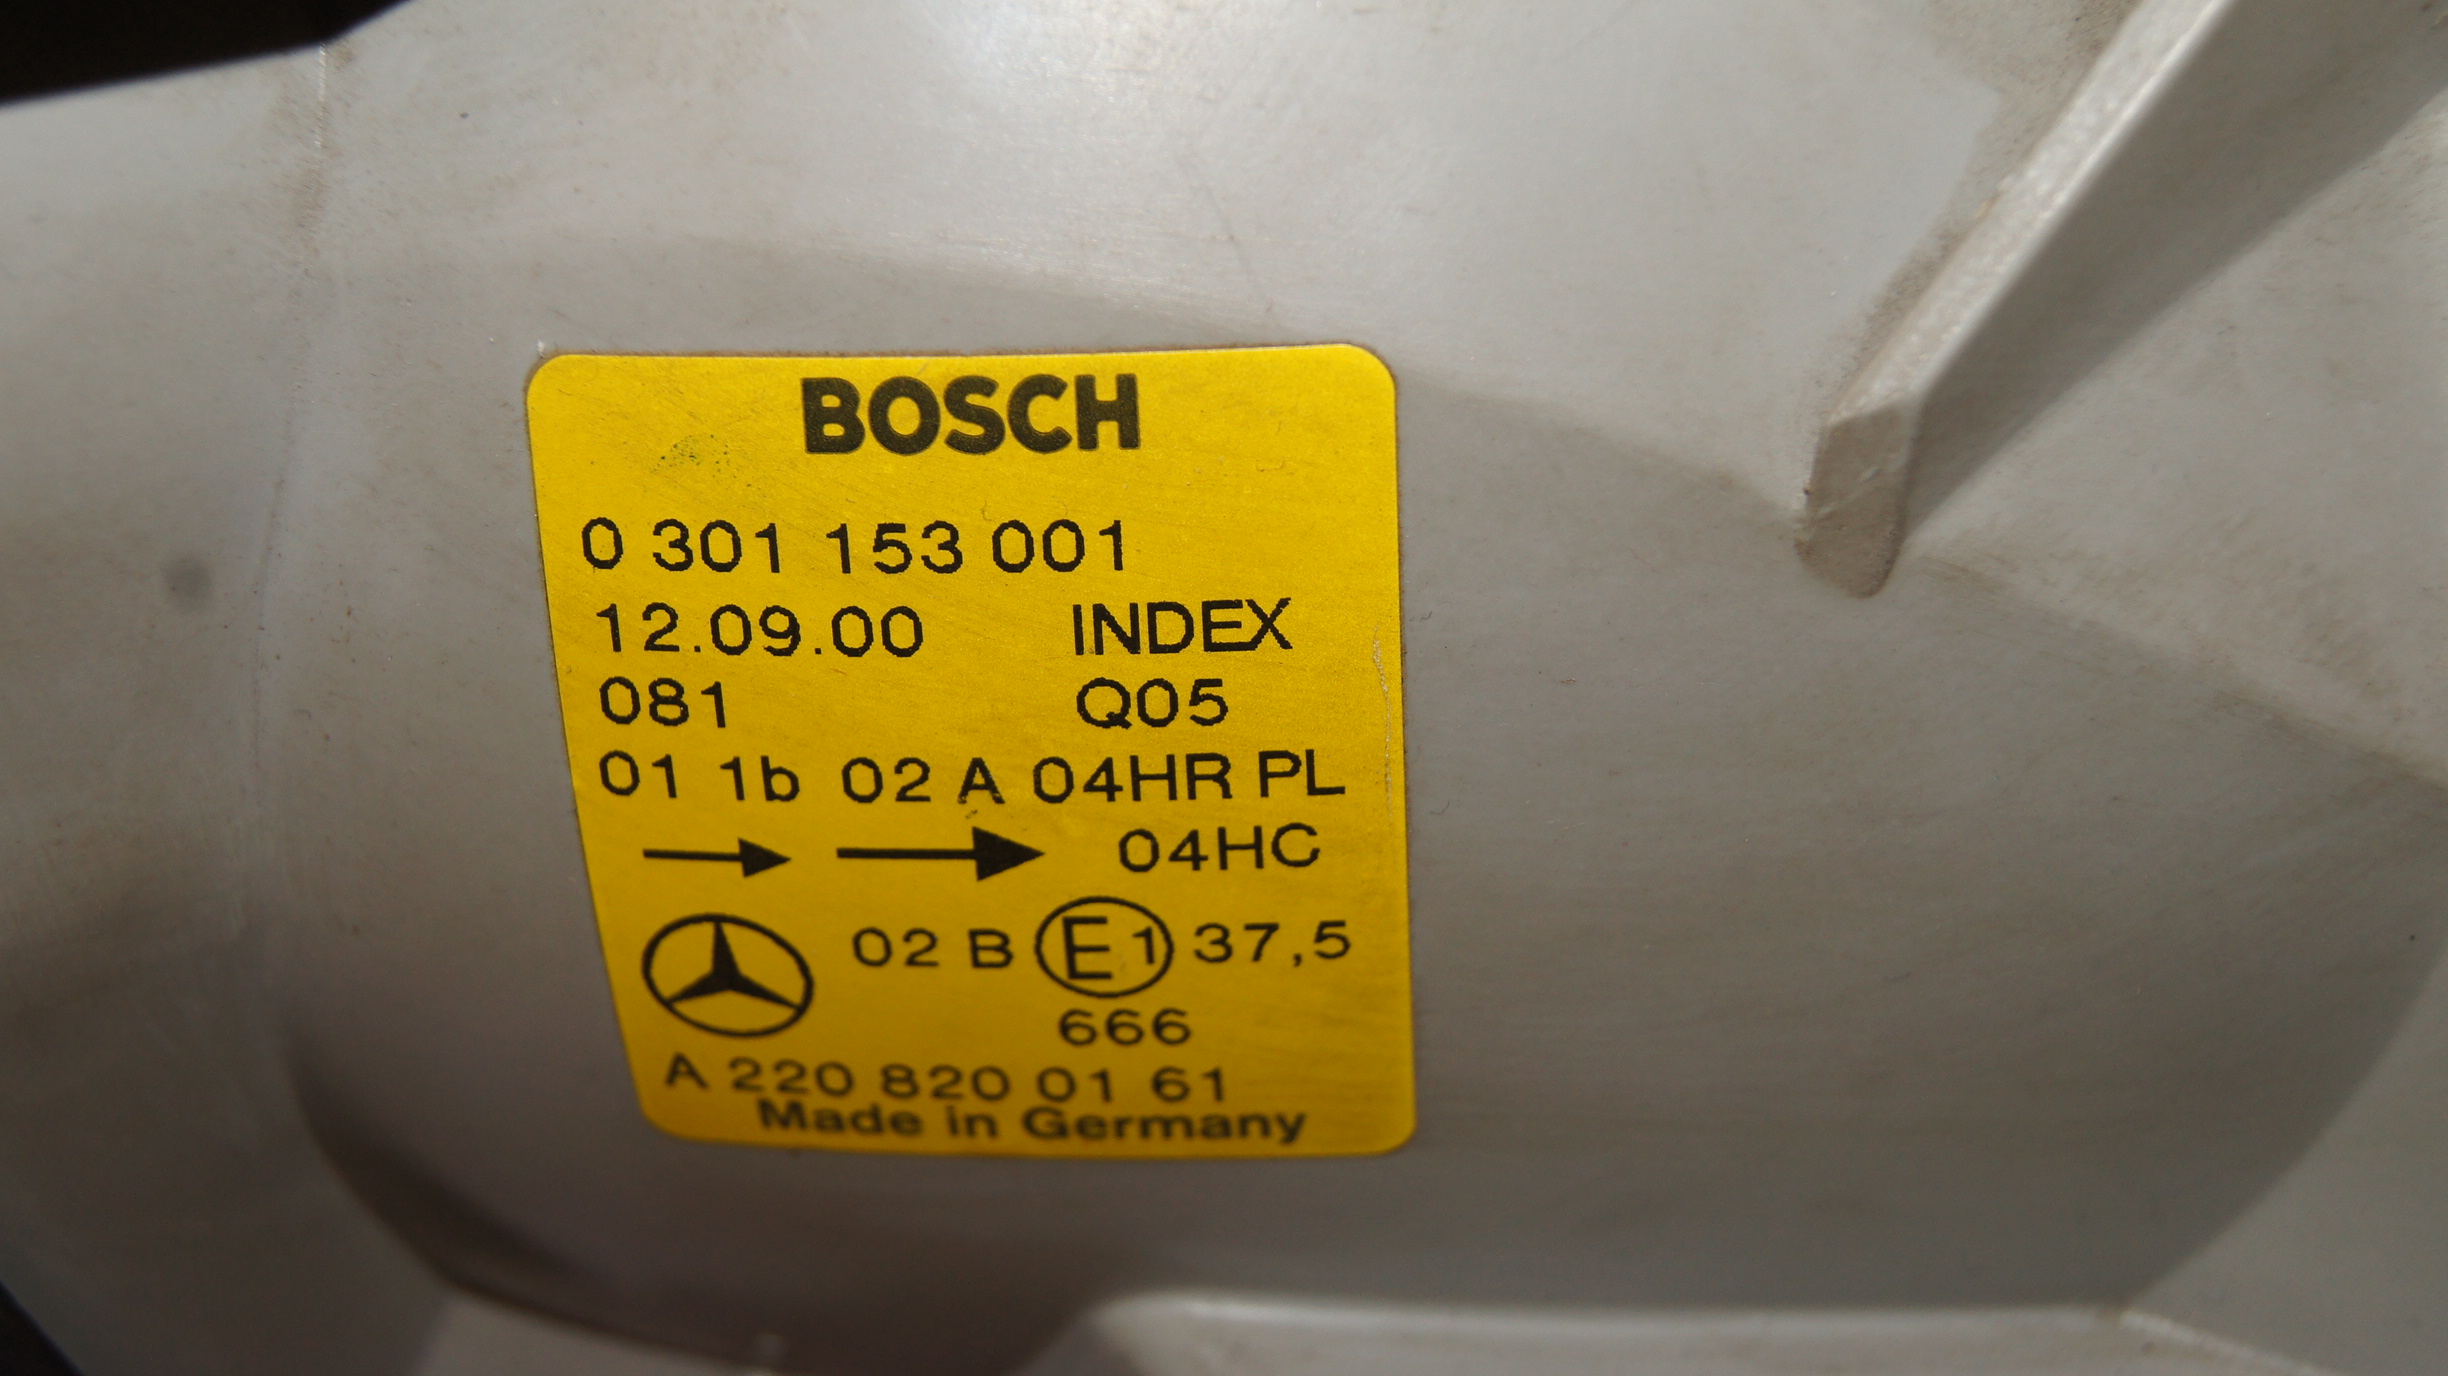 BOSCH
0 301 153 001
12.09.00 INDEX
081 Q05
01 1b 02 A 04HR PL
04HC
02 B E1 37,5
666
A 220 820 01 61
Made in Germany